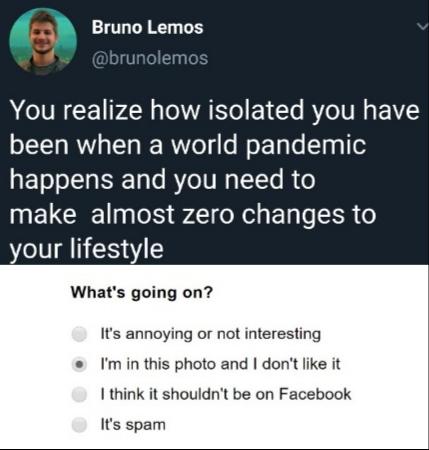 Bruno Lemos
@brunolemos
You realize how isolated you have
been when a world pandemic
happens and you need to
make almost zero changes to
your lifestyle
What's going on?
It's annoying or not interesting
I'm in this photo and I don't like it
I think it shouldn't be on Facebook
It's spam